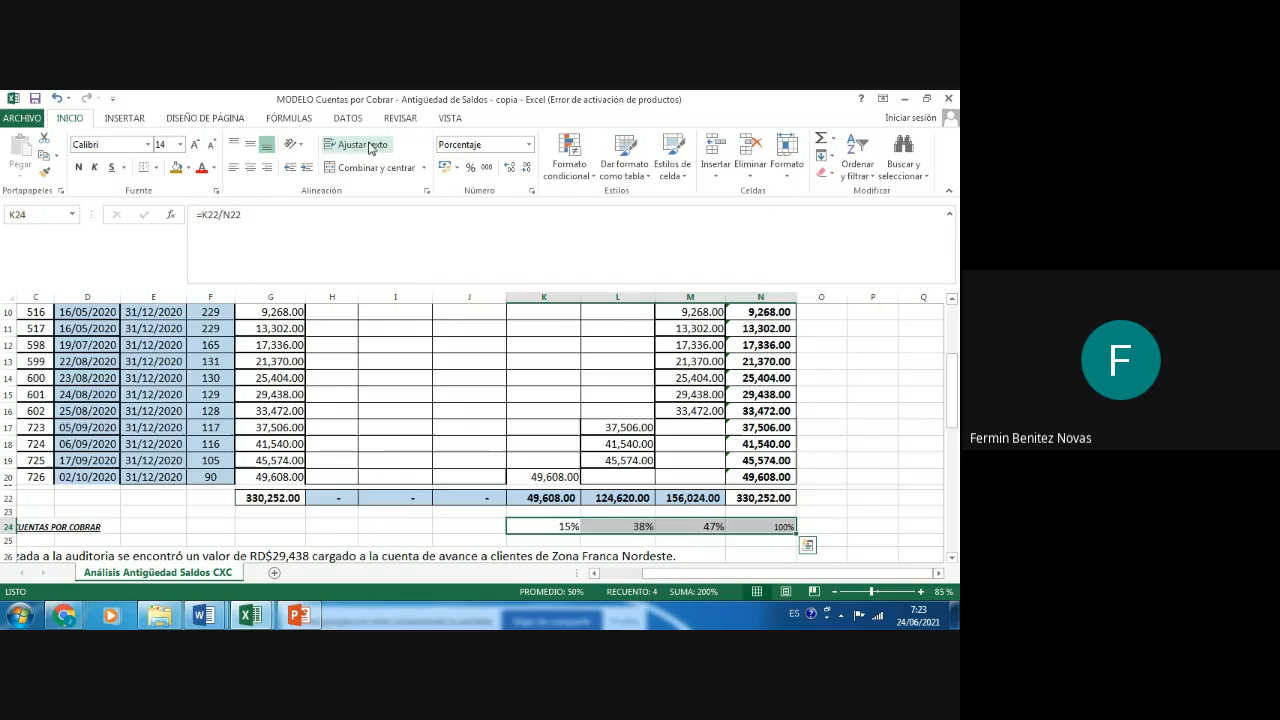 MODELO Cuentas por Cobrar - Antigüedad de Saldos - copia - Excel (Error de activación de productos)
ARCHIVO INICIO INSERTAR DISEÑO DE PÁGINA FÓRMULAS DATOS REVISAR VISTA Iniciar sesión
Pegar
Calibri 14
N K S
Ajustar texto
Combinar y centrar
Porcentaje
% 000
Formato condicional
Dar formato como tabla
Estilos de celda
Insertar
Eliminar
Formato
Ordenar y filtrar
Buscar y seleccionar
Portapapeles Fuente Alineación Número Estilos Celdas Modificar
K24 fx =K22/N22
C D E F G H I J K L M N O P Q
10 516 16/05/2020 31/12/2020 229 9,268.00 9,268.00 9,268.00
11 517 16/05/2020 31/12/2020 229 13,302.00 13,302.00 13,302.00
12 598 19/07/2020 31/12/2020 165 17,336.00 17,336.00 17,336.00
13 599 22/08/2020 31/12/2020 131 21,370.00 21,370.00 21,370.00
14 600 23/08/2020 31/12/2020 130 25,404.00 25,404.00 25,404.00
15 601 24/08/2020 31/12/2020 129 29,438.00 29,438.00 29,438.00
16 602 25/08/2020 31/12/2020 128 33,472.00 33,472.00 33,472.00
17 723 05/09/2020 31/12/2020 117 37,506.00 37,506.00 37,506.00
18 724 06/09/2020 31/12/2020 116 41,540.00 41,540.00 41,540.00
19 725 17/09/2020 31/12/2020 105 45,574.00 45,574.00 45,574.00
20 726 02/10/2020 31/12/2020 90 49,608.00 49,608.00 49,608.00
22 330,252.00 - - - 49,608.00 124,620.00 156,024.00 330,252.00
23
24 CUENTAS POR COBRAR 15% 38% 47% 100%
25
26 zada a la auditoria se encontró un valor de RD$29,438 cargado a la cuenta de avance a clientes de Zona Franca Nordeste.
Análisis Antigüedad Saldos CXC
LISTO PROMEDIO: 50% RECUENTO: 4 SUMA: 200% 85 %
ES 7:23
24/06/2021
F
Fermin Benitez Novas